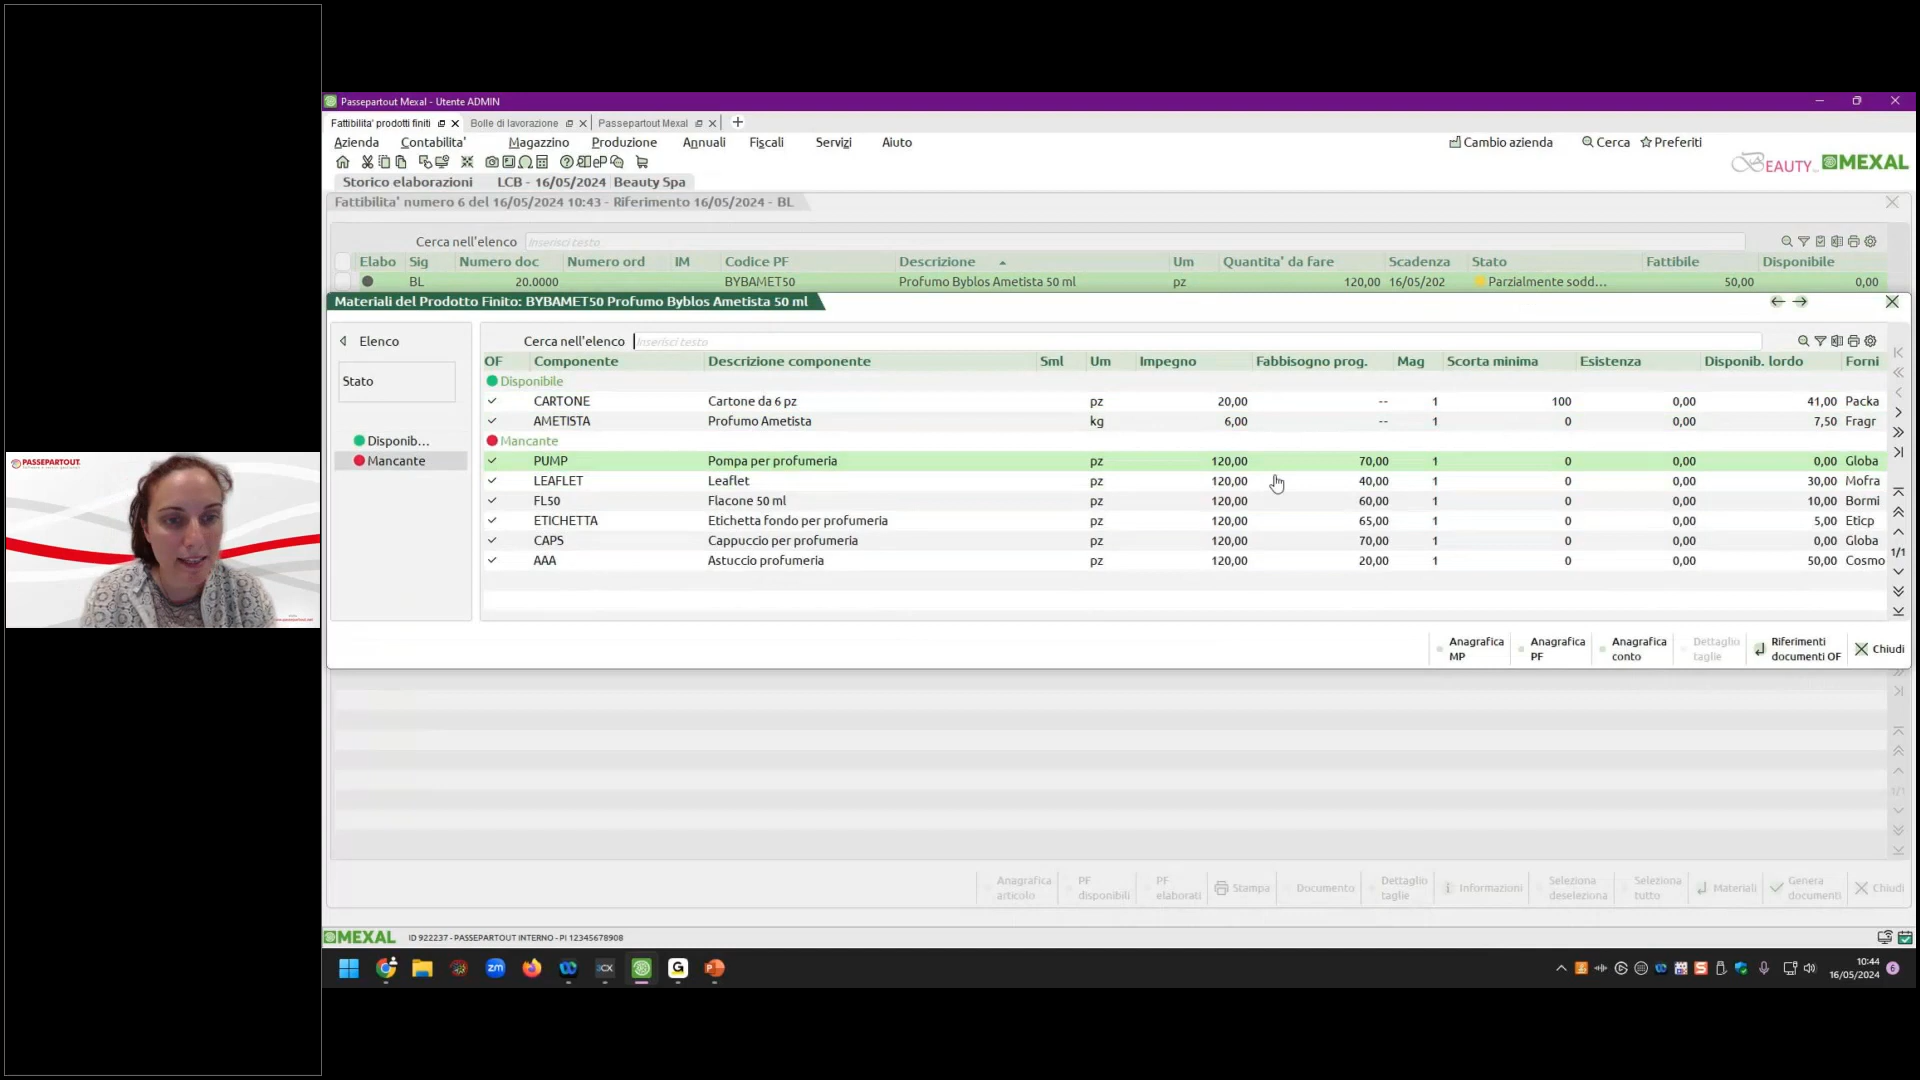 Passepartout Mexal - Utente ADMIN
Fattibilita' prodotti finiti Bolle di lavorazione Passepartout Mexal
Azienda Contabilita' Magazzino Produzione Annuali Fiscali Servizi Aiuto Cambio azienda Cerca Preferiti
BEAUTY MEXAL
Storico elaborazioni LCB - 16/05/2024 Beauty Spa
Fattibilita' numero 6 del 16/05/2024 10:43 - Riferimento 16/05/2024 - BL
Cerca nell'elenco Inserisci testo
Elabo Sig Numero doc Numero ord IM Codice PF Descrizione Um Quantita' da fare Scadenza Stato Fattibile Disponibile
BL 20.0000 BYBAMET50 Profumo Byblos Ametista 50 ml pz 120,00 16/05/202 Parzialmente sodd... 50,00 0,00
Materiali del Prodotto Finito: BYBAMET50 Profumo Byblos Ametista 50 ml
Elenco
Stato
Disponib...
Mancante
Cerca nell'elenco Inserisci testo
OF Componente Descrizione componente Sml Um Impegno Fabbisogno prog. Mag Scorta minima Esistenza Disponib. lordo Forni
Disponibile
CARTONE Cartone da 6 pz pz 20,00 -- 1 100 0,00 41,00 Packa
AMETISTA Profumo Ametista kg 6,00 -- 1 0 0,00 7,50 Fragr
Mancante
PUMP Pompa per profumeria pz 120,00 70,00 1 0 0,00 0,00 Globa
LEAFLET Leaflet pz 120,00 40,00 1 0 0,00 30,00 Mofra
FL50 Flacone 50 ml pz 120,00 60,00 1 0 0,00 10,00 Bormi
ETICHETTA Etichetta fondo per profumeria pz 120,00 65,00 1 0 0,00 5,00 Eticp
CAPS Cappuccio per profumeria pz 120,00 70,00 1 0 0,00 0,00 Globa
AAA Astuccio profumeria pz 120,00 20,00 1 0 0,00 50,00 Cosmo
1/1
Anagrafica MP Anagrafica PF Anagrafica conto Dettaglio taglie Riferimenti documenti OF Chiudi
PASSEPARTOUT
1/1
Anagrafica articolo PF disponibili PF elaborati Stampa Documento Dettaglio taglie Informazioni Seleziona deseleziona Seleziona tutto Materiali Genera documenti Chiudi
MEXAL ID 922237 - PASSEPARTOUT INTERNO - PI 12345678908
10:44
16/05/2024 6